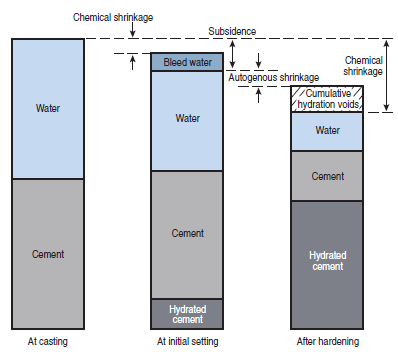 Chemical shrinkage
Subsidence
Bleed water
Autogenous shrinkage
Chemical
shrinkage
Cumulative
hydration voids
Water
Water
Water
Cement
Cement
Cement
Hydrated
cement
Hydrated
cement
At casting
At initial setting
After hardening